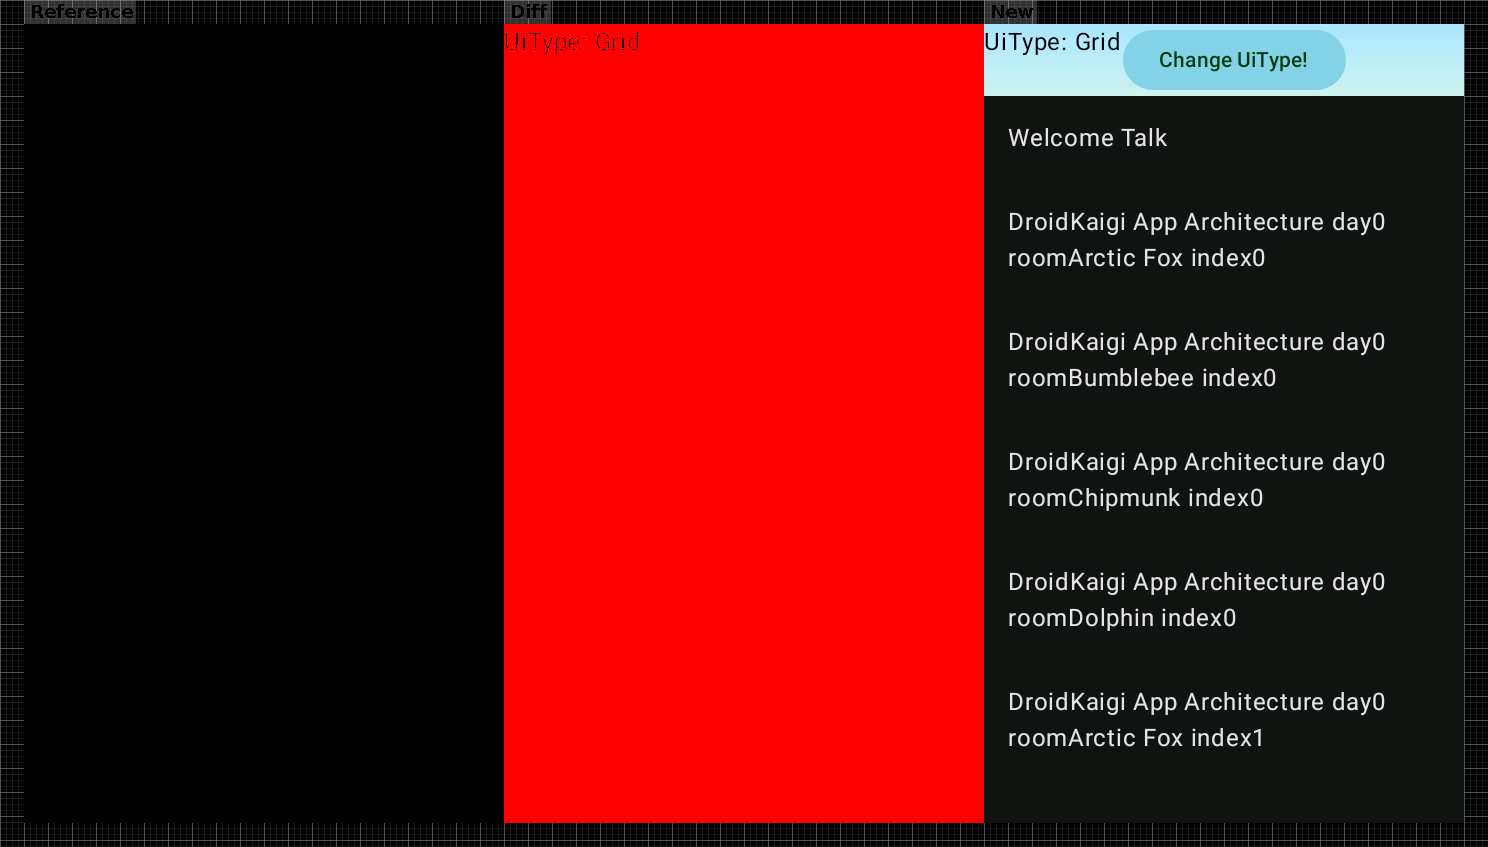 Reference
Diff
New
UiType: Grid
UiType: Grid
Change UiType!
Welcome Talk
DroidKaigi App Architecture day0
roomArctic Fox index0
DroidKaigi App Architecture day0
roomBumblebee index0
DroidKaigi App Architecture day0
roomChipmunk index0
DroidKaigi App Architecture day0
roomDolphin index0
DroidKaigi App Architecture day0
roomArctic Fox index1